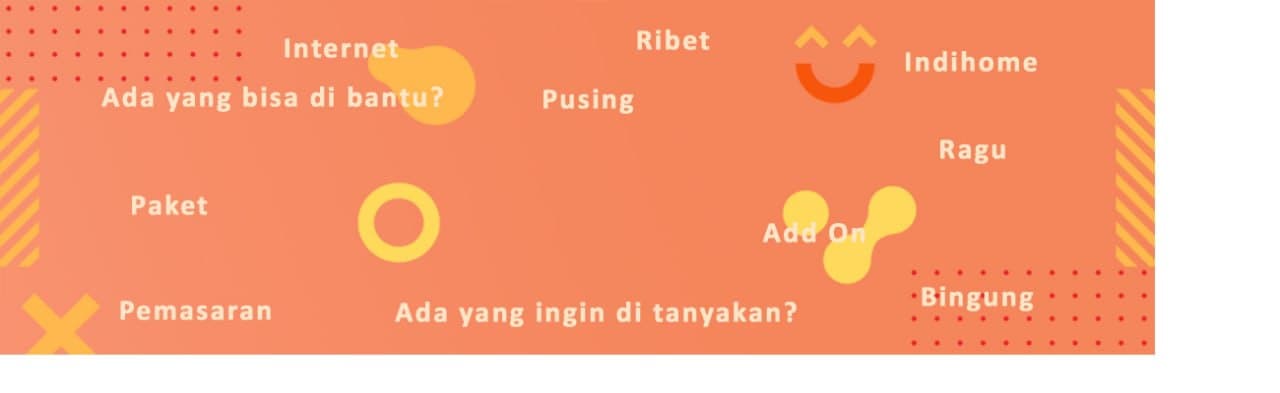 Ribet
Internet
Indihome
Ada yang bisa di bantu?
Pusing
Ragu
Paket
Add On
Bingung
Pemasaran
Ada yang ingin di tanyakan?